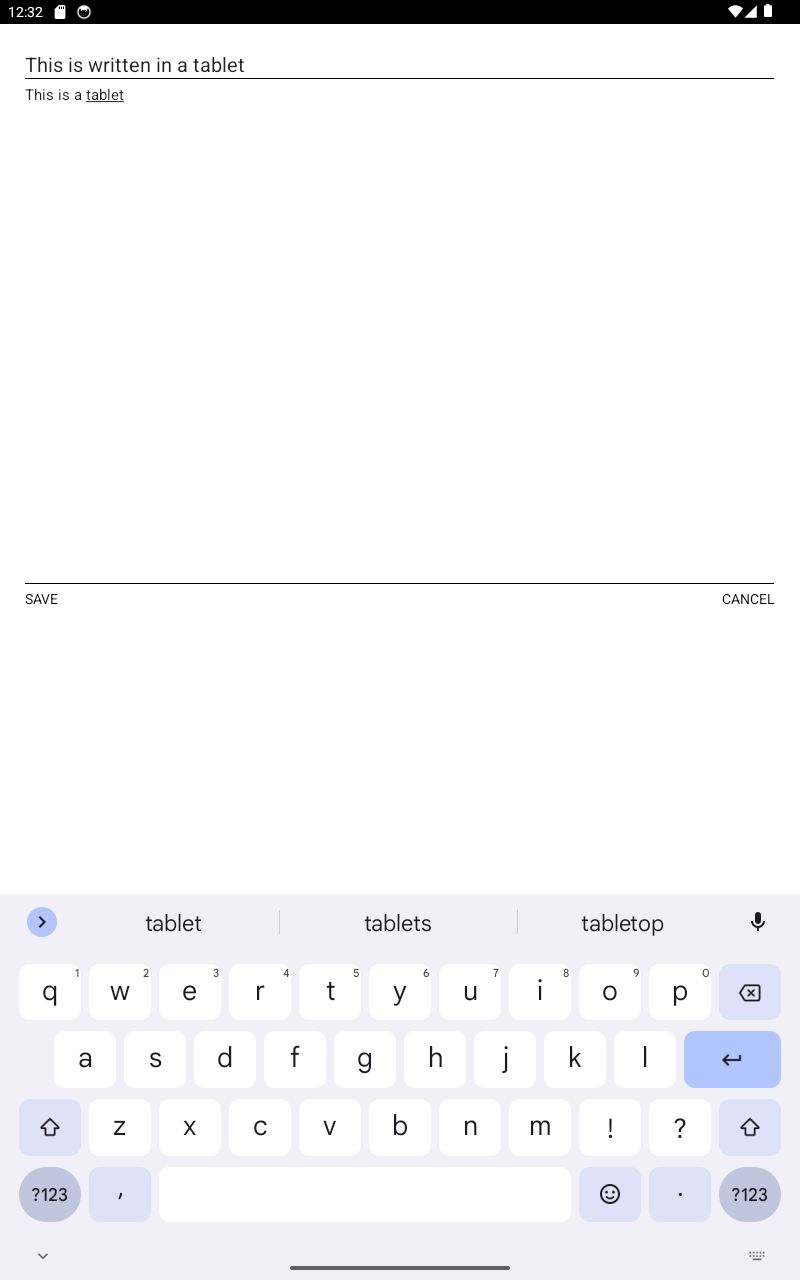 12:32
This is written in a tablet
This is a tablet
SAVE CANCEL
tablet tablets tabletop
q 1 w 2 e 3 r 4 t 5 y 6 u 7 i 8 o 9 p 0
a s d f g h j k l
z x c v b n m ! ?
?123 , . ?123